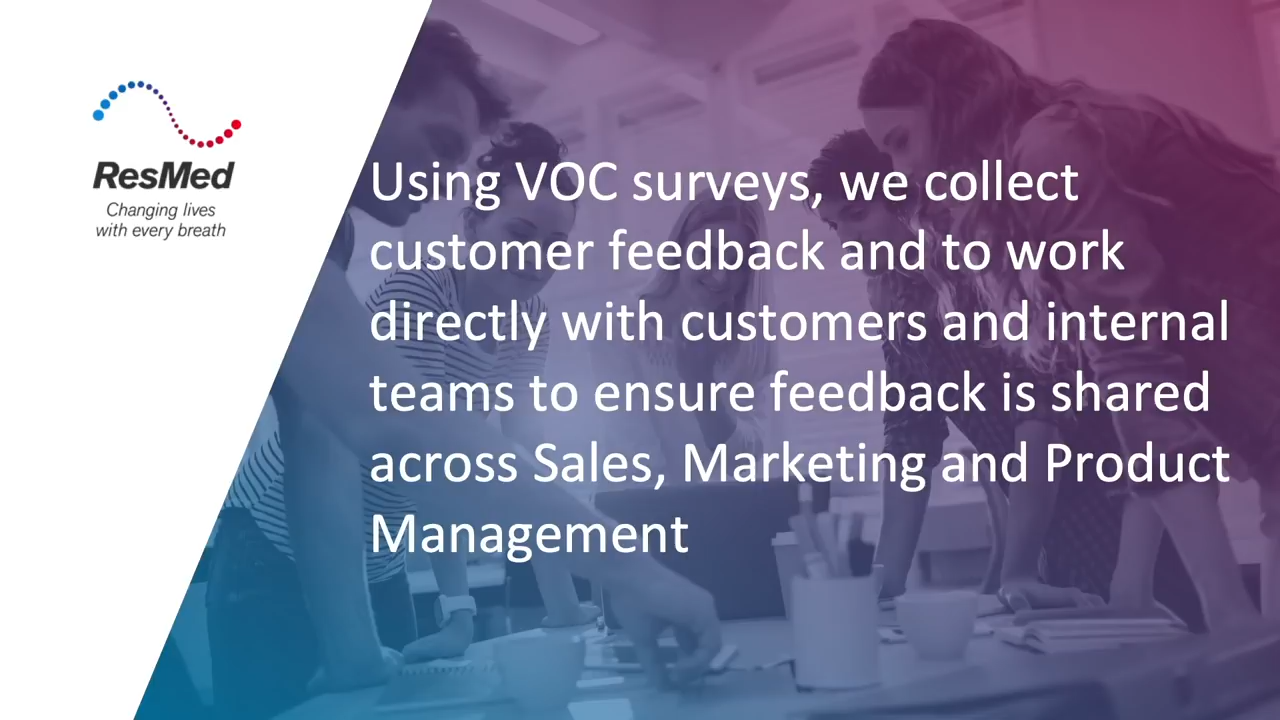 ResMed
Changing lives
with every breath
Using VOC surveys, we collect
customer feedback and to work
directly with customers and internal
teams to ensure feedback is shared
across Sales, Marketing and Product
Management